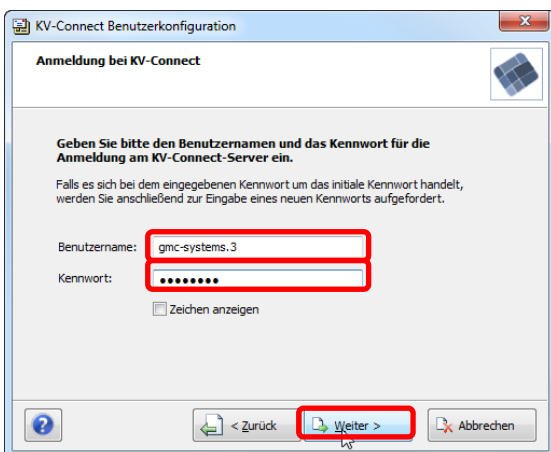 KV-Connect Benutzerkonfiguration
Anmeldung bei KV-Connect
Geben Sie bitte den Benutzernamen und das Kennwort für die
Anmeldung am KV-Connect-Server ein.
Falls es sich bei dem eingegebenen Kennwort um das initiale Kennwort handelt,
werden Sie anschließend zur Eingabe eines neuen Kennworts aufgefordert.
Benutzername: gmc-systems.3
Kennwort: ●●●●●●●●
Zeichen anzeigen
? < Zurück Weiter > Abbrechen